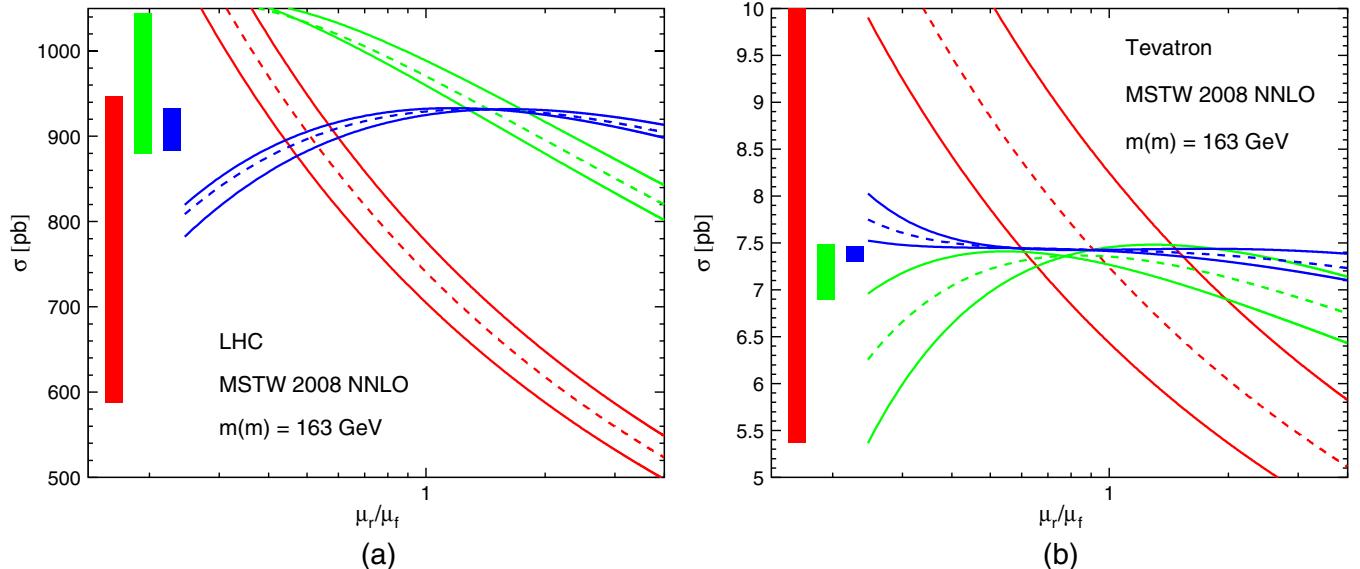 1000
900
800
700
600
500
σ [pb]
LHC
MSTW 2008 NNLO
m(m) = 163 GeV
1
μr/μf
(a)
10
9.5
9
8.5
8
7.5
7
6.5
6
5.5
5
σ [pb]
Tevatron
MSTW 2008 NNLO
m(m) = 163 GeV
1
μr/μf
(b)